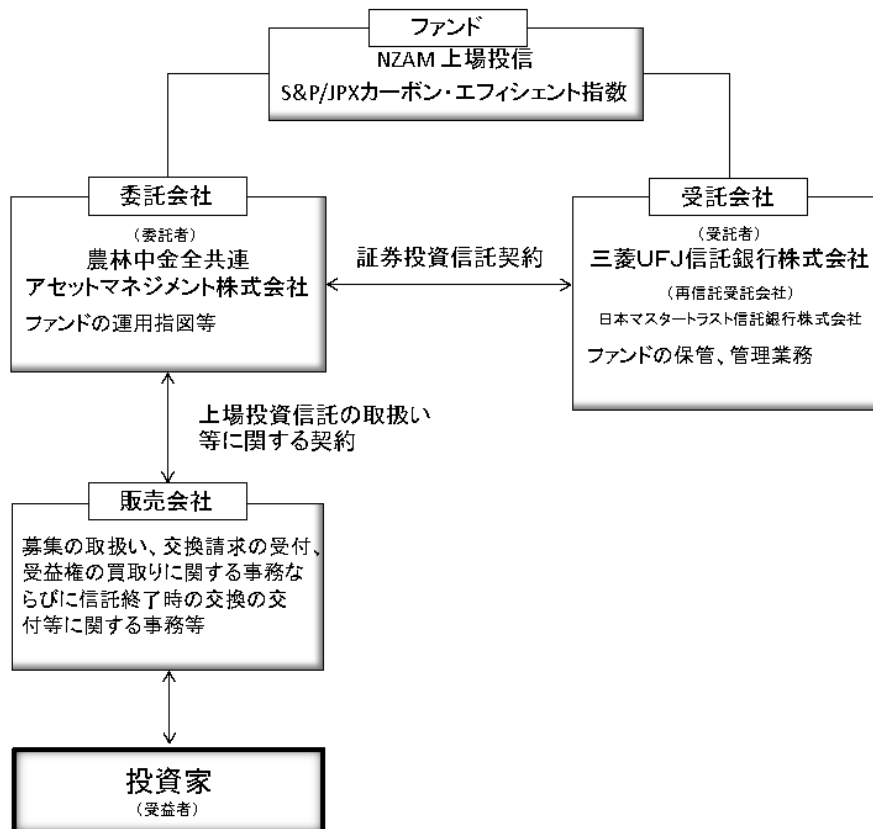 ファンド
NZAM 上場投信
S&P/JPXカーボン・エフィシェント指数
委託会社
(委託者)
農林中金全共連
アセットマネジメント株式会社
ファンドの運用指図等
証券投資信託契約
受託会社
(受託者)
三菱UFJ信託銀行株式会社
(再信託受託会社)
日本マスタートラスト信託銀行株式会社
ファンドの保管、管理業務
上場投資信託の取扱い
等に関する契約
販売会社
募集の取扱い、交換請求の受付、
受益権の買取りに関する事務な
らびに信託終了時の交換の交
付等に関する事務等
投資家
(受益者)